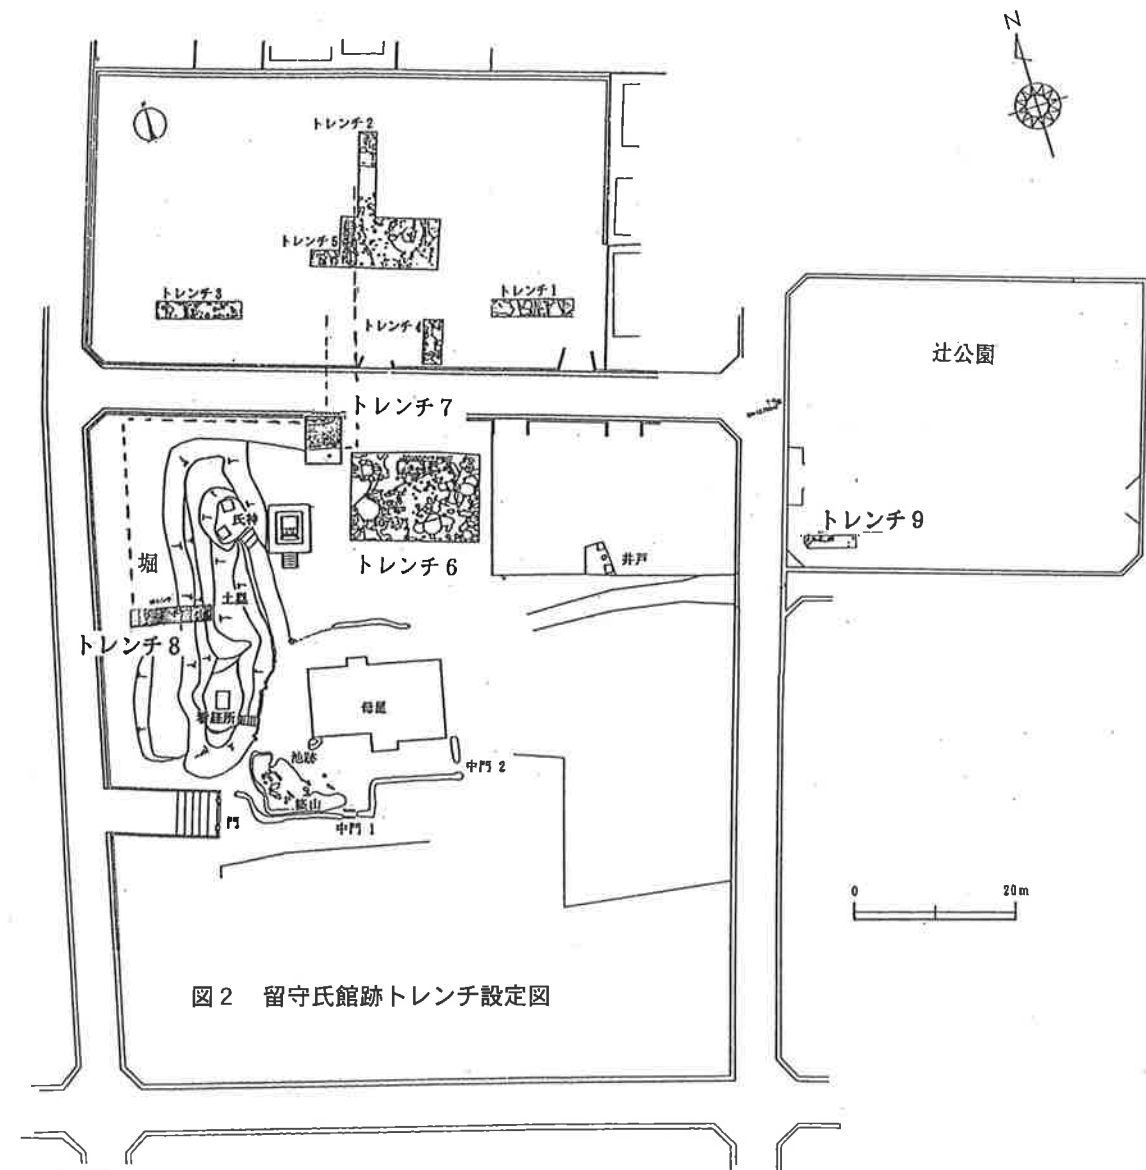 N
トレンチ2
トレンチ5
トレンチ3
トレンチ1
トレンチ4
辻公園
トレンチ7
トレンチ9
氏神
堀
トレンチ6
井戸
土塁
トレンチ8
母屋
看経所
池跡
中門 2
築山
門
中門 1
0
20m
図2 留守氏館跡トレンチ設定図